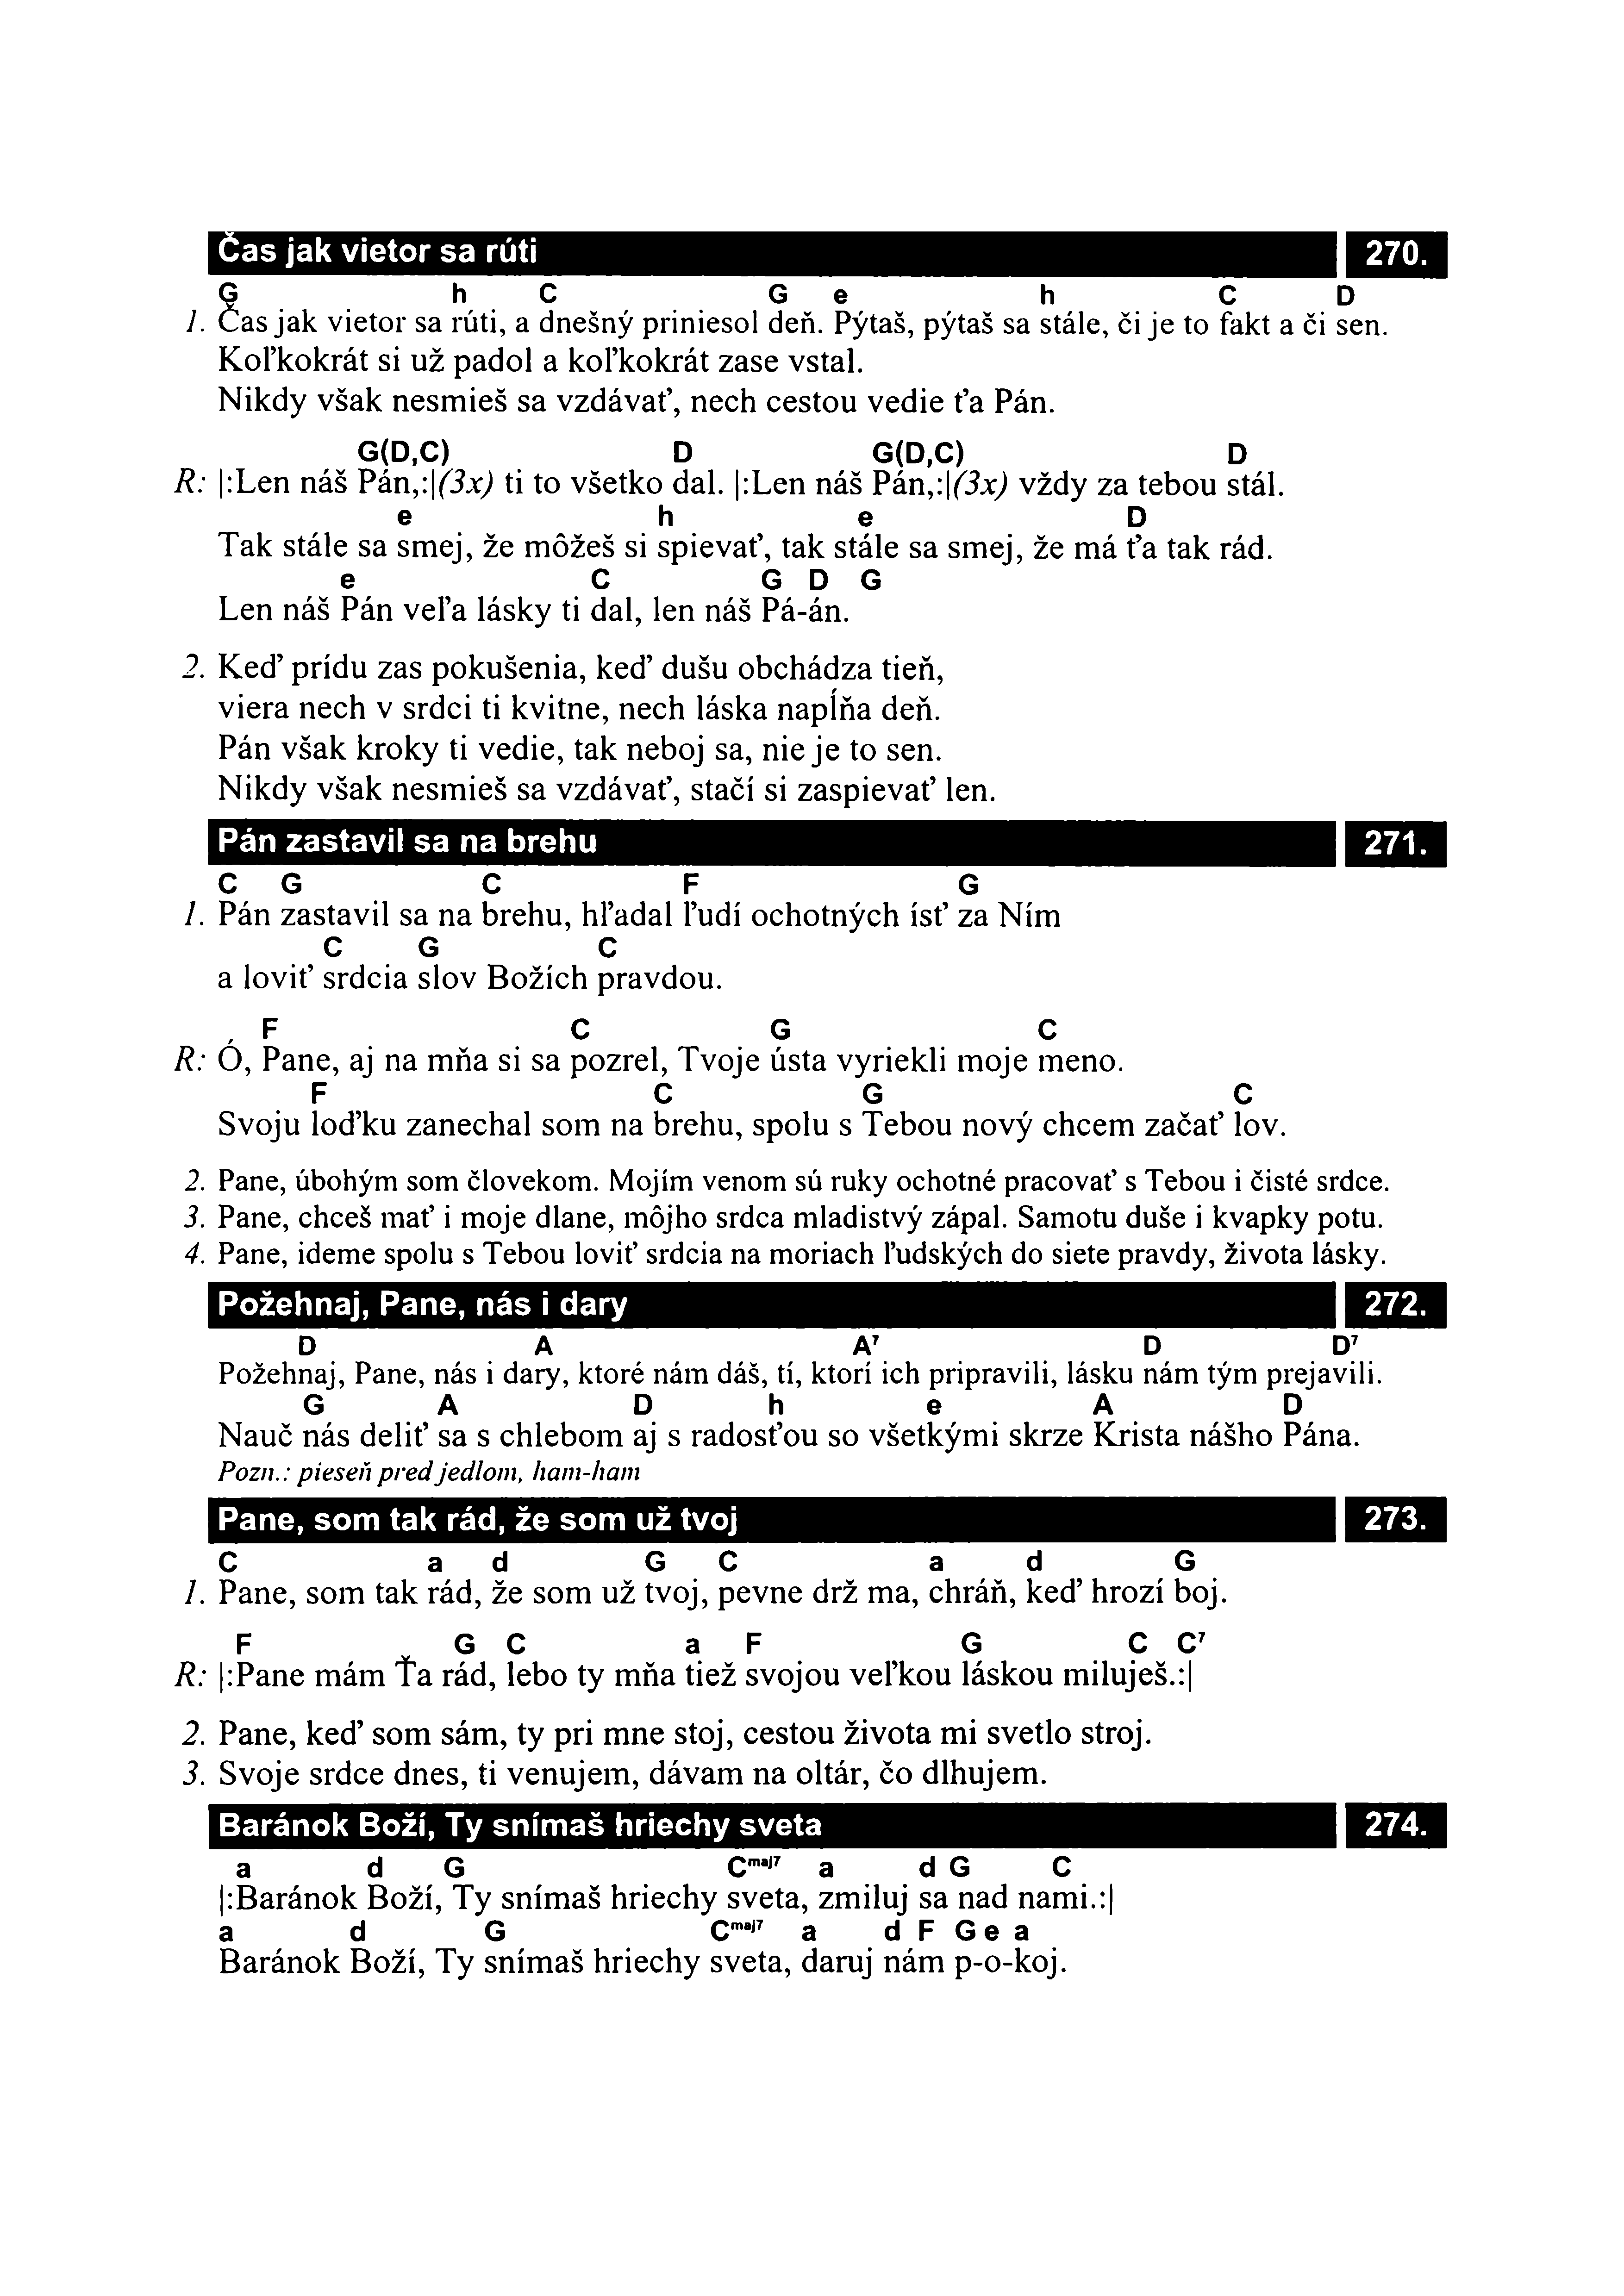 Čas jak vietor sa rúti 270.
G h C G e h C D
1. Čas jak vietor sa rúti, a dnešný priniesol deň. Pýtaš, pýtaš sa stále, či je to fakt a či sen.
Koľkokrát si už padol a koľkokrát zase vstal.
Nikdy však nesmieš sa vzdávať, nech cestou vedie ťa Pán.
G(D,C) D G(D,C) D
R: |:Len náš Pán,:|(3x) ti to všetko dal. |:Len náš Pán,:|(3x) vždy za tebou stál.
e h e D
Tak stále sa smej, že môžeš si spievať, tak stále sa smej, že má ťa tak rád.
e C G D G
Len náš Pán veľa lásky ti dal, len náš Pá-án.
2. Keď prídu zas pokušenia, keď dušu obchádza tieň,
viera nech v srdci ti kvitne, nech láska napĺňa deň.
Pán však kroky ti vedie, tak neboj sa, nie je to sen.
Nikdy však nesmieš sa vzdávať, stačí si zaspievať len.
Pán zastavil sa na brehu 271.
C G C F G
1. Pán zastavil sa na brehu, hľadal ľudí ochotných ísť za Ním
C G C
a loviť srdcia slov Božích pravdou.
F C G C
R: Ó, Pane, aj na mňa si sa pozrel, Tvoje ústa vyriekli moje meno.
F C G C
Svoju loďku zanechal som na brehu, spolu s Tebou nový chcem začať lov.
2. Pane, úbohým som človekom. Mojím venom sú ruky ochotné pracovať s Tebou i čisté srdce.
3. Pane, chceš mať i moje dlane, môjho srdca mladistvý zápal. Samotu duše i kvapky potu.
4. Pane, ideme spolu s Tebou loviť srdcia na moriach ľudských do siete pravdy, života lásky.
Požehnaj, Pane, nás i dary 272.
D A A7 D D7
Požehnaj, Pane, nás i dary, ktoré nám dáš, tí, ktorí ich pripravili, lásku nám tým prejavili.
G A D h e A D
Nauč nás deliť sa s chlebom aj s radosťou so všetkými skrze Krista nášho Pána.
Pozn.: pieseň pred jedlom, ham-ham
Pane, som tak rád, že som už tvoj 273.
C a d G C a d G
1. Pane, som tak rád, že som už tvoj, pevne drž ma, chráň, keď hrozí boj.
F G C a F G C C7
R: |:Pane mám Ťa rád, lebo ty mňa tiež svojou veľkou láskou miluješ.:|
2. Pane, keď som sám, ty pri mne stoj, cestou života mi svetlo stroj.
3. Svoje srdce dnes, ti venujem, dávam na oltár, čo dlhujem.
Baránok Boží, Ty snímaš hriechy sveta 274.
a d G Cmaj7 a d G C
|:Baránok Boží, Ty snímaš hriechy sveta, zmiluj sa nad nami.:|
a d G Cmaj7 a d F G e a
Baránok Boží, Ty snímaš hriechy sveta, daruj nám p-o-koj.